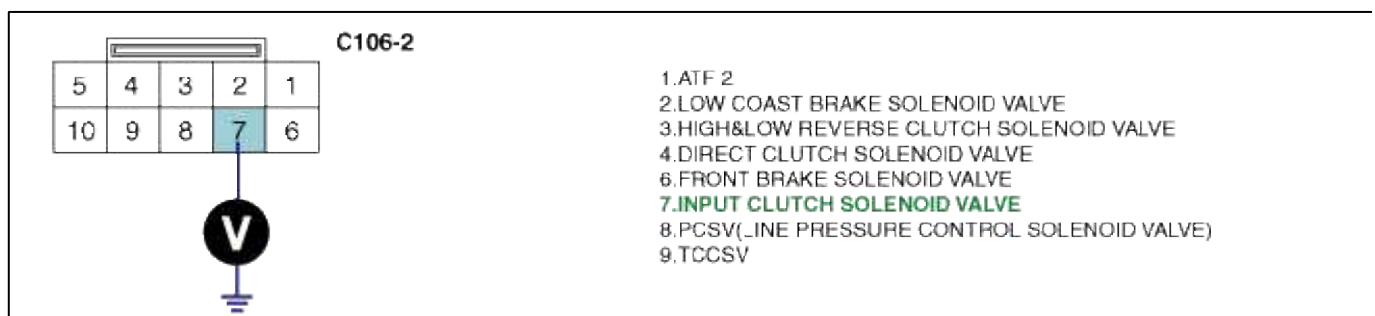 C106-2
5 4 3 2 1
10 9 8 7 6
V
1.ATF 2
2.LOW COAST BRAKE SOLENOID VALVE
3.HIGH&LOW REVERSE CLUTCH SOLENOID VALVE
4.DIRECT CLUTCH SOLENOID VALVE
6.FRONT BRAKE SOLENOID VALVE
7.INPUT CLUTCH SOLENOID VALVE
8.PCSV(LINE PRESSURE CONTROL SOLENOID VALVE)
9.TCCSV